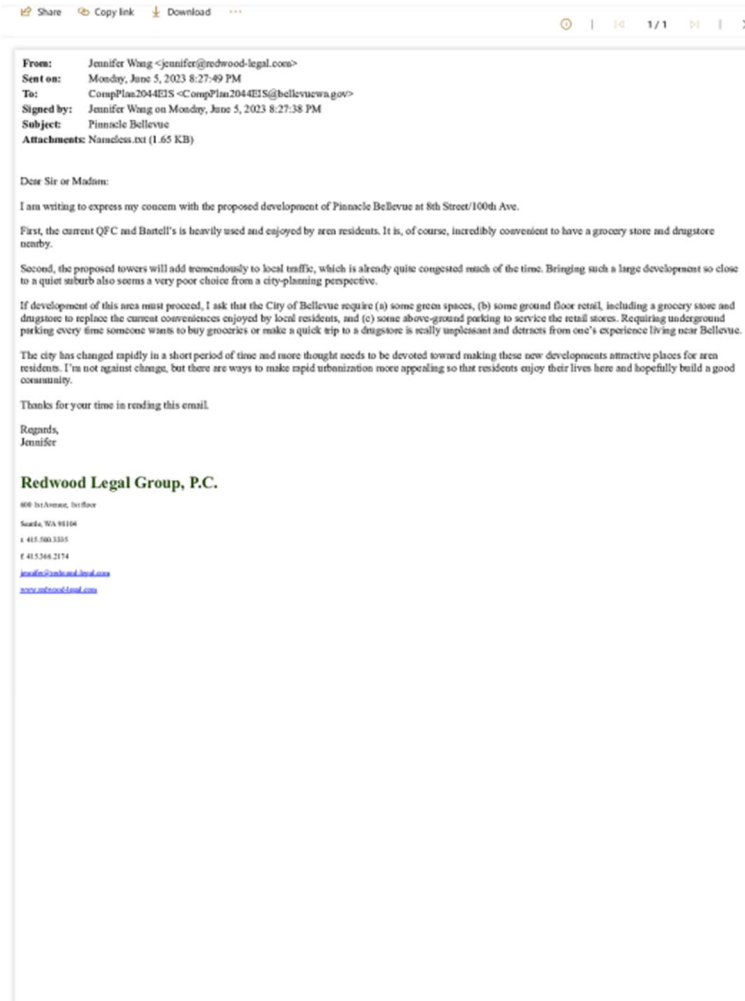 Share Copy link Download ...
1/1
From: Jennifer Wang <jennifer@redwood-legal.com>
Sent on: Monday, June 5, 2023 8:27:49 PM
To: CompPlan2044EIS <CompPlan2044EIS@bellevuewa.gov>
Signed by: Jennifer Wang on Monday, June 5, 2023 8:27:38 PM
Subject: Pinnacle Bellevue
Attachments: Nameless.txt (1.65 KB)
Dear Sir or Madam:
I am writing to express my concern with the proposed development of Pinnacle Bellevue at 8th Street/100th Ave.
First, the current QFC and Bartell's is heavily used and enjoyed by area residents. It is, of course, incredibly convenient to have a grocery store and drugstore
nearby.
Second, the proposed towers will add tremendously to local traffic, which is already quite congested much of the time. Bringing such a large development so close
to a quiet suburb also seems a very poor choice from a city-planning perspective.
If development of this area must proceed, I ask that the City of Bellevue require (a) some green spaces, (b) some ground floor retail, including a grocery store and
drugstore to replace the current conveniences enjoyed by local residents, and (c) some above-ground parking to service the retail stores. Requiring underground
parking every time someone wants to buy groceries or make a quick trip to a drugstore is really unpleasant and detracts from one's experience living near Bellevue.
The city has changed rapidly in a short period of time and more thought needs to be devoted toward making these new developments attractive places for area
residents. I'm not against change, but there are ways to make rapid urbanization more appealing so that residents enjoy their lives here and hopefully build a good
community.
Thanks for your time in reading this email.
Regards,
Jennifer
Redwood Legal Group, P.C.
1st Avenue, 1st floor
Seattle, WA 98104
jennifer@redwood-legal.com
www.redwood-legal.com